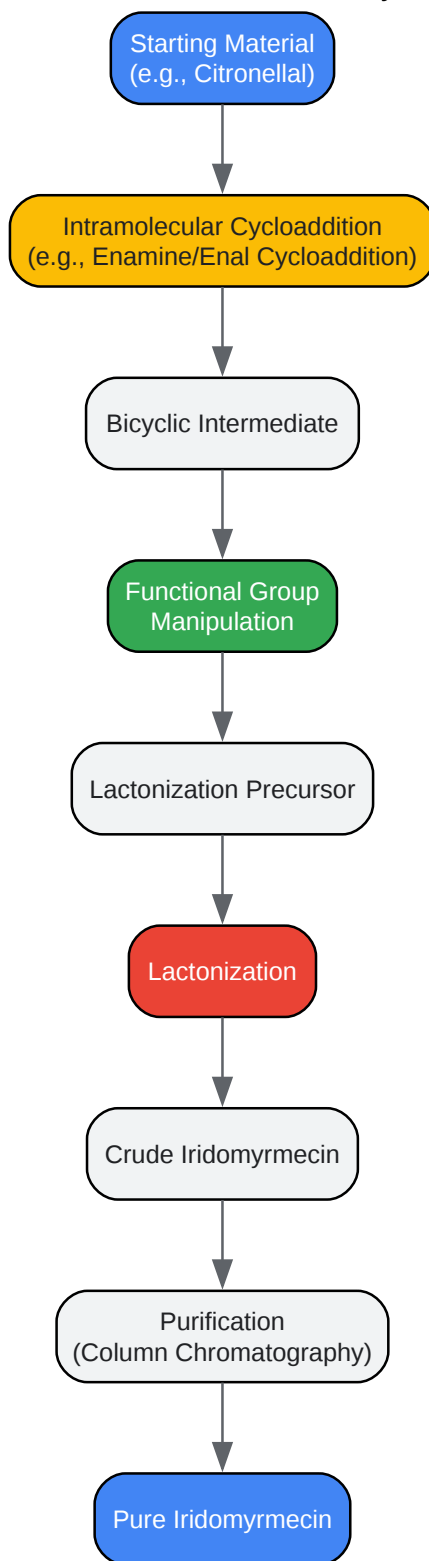 Starting Material
(e.g., Citronellal)
Intramolecular Cycloaddition
(e.g., Enamine/Enal Cycloaddition)
Bicyclic Intermediate
Functional Group
Manipulation
Lactonization Precursor
Lactonization
Crude Iridomyrmecin
Purification
(Column Chromatography)
Pure Iridomyrmecin